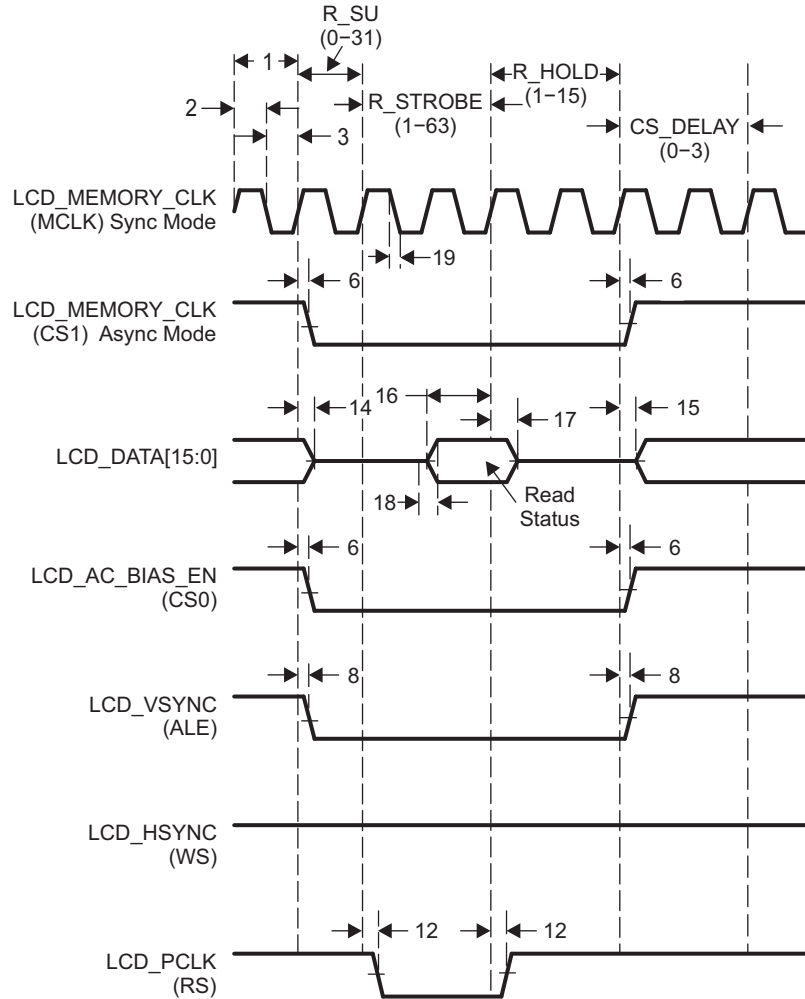 R_SU
(0–31)
1
R_HOLD
(1–15)
2
R_STROBE
(1–63)
3
CS_DELAY
(0–3)
LCD_MEMORY_CLK
(MCLK) Sync Mode
19
6
6
LCD_MEMORY_CLK
(CS1) Async Mode
16
14
17
15
LCD_DATA[15:0]
18
Read
Status
6
6
LCD_AC_BIAS_EN
(CS0)
8
8
LCD_VSYNC
(ALE)
LCD_HSYNC
(WS)
12
12
LCD_PCLK
(RS)